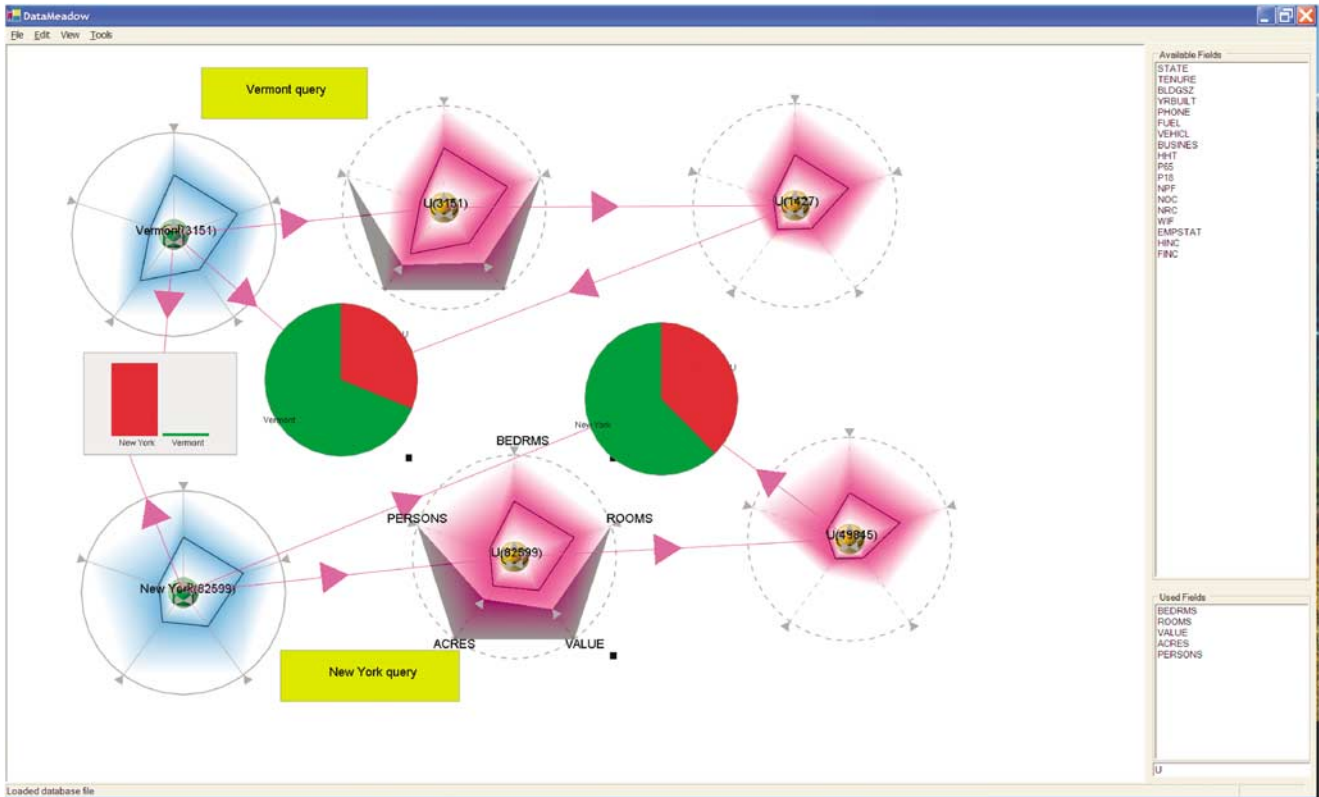 DataMeadow
File Edit View Tools
Vermont query
Vermont(3151)
U(3151)
U(1427)
U
Vermont
New York Vermont
U
New York
BEDRMS
PERSONS
ROOMS
New York(82599)
U(82599)
U(49845)
ACRES
VALUE
New York query
Available Fields
STATE
TENURE
BLDGSZ
YRBUILT
PHONE
FUEL
VEHICL
BUSINES
HHT
P65
P18
NPF
NOC
NRC
WIF
EMPSTAT
HINC
FINC
Used Fields
BEDRMS
ROOMS
VALUE
ACRES
PERSONS
U
Loaded database file